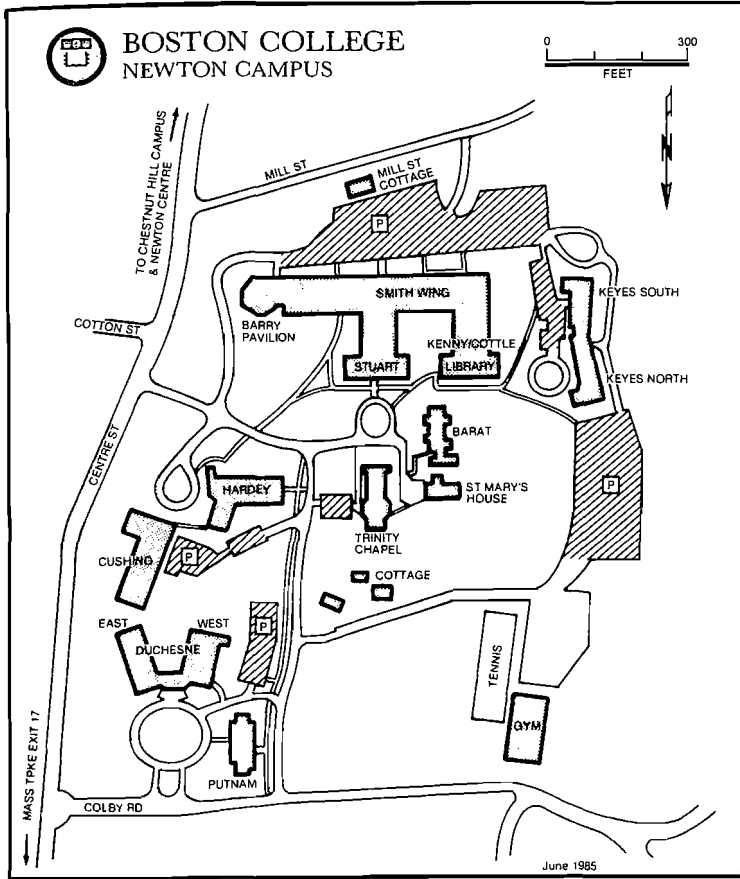 BOSTON COLLEGE
NEWTON CAMPUS
0 300
FEET
N
TO CHESTNUT HILL CAMPUS
& NEWTON CENTRE
MILL ST
MILL ST
COTTAGE
P
SMITH WING
KEYES SOUTH
COTTON ST
BARRY
PAVILION
KENNY/COTTLE
STUART
LIBRARY
KEYES NORTH
CENTRE ST
BARAT
HARDEY
ST MARY'S
HOUSE
P
TRINITY
CHAPEL
CUSHING
P
COTTAGE
EAST
WEST
P
DUCHESNE
TENNIS
GYM
PUTNAM
MASS TPKE EXIT 17
COLBY RD
June 1985